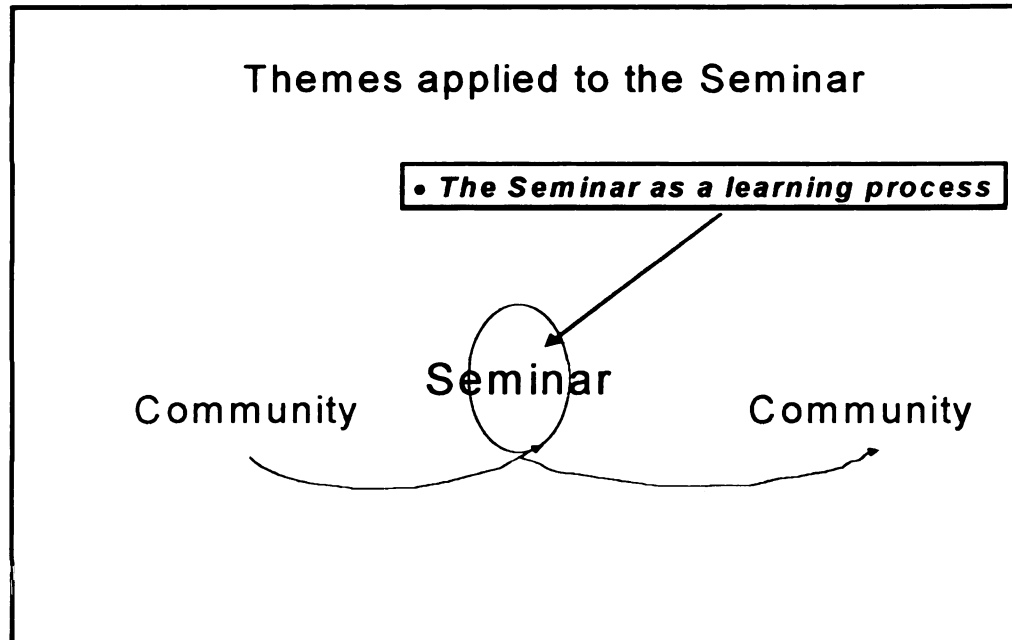 Themes applied to the Seminar
• The Seminar as a learning process
Seminar
Community
Community